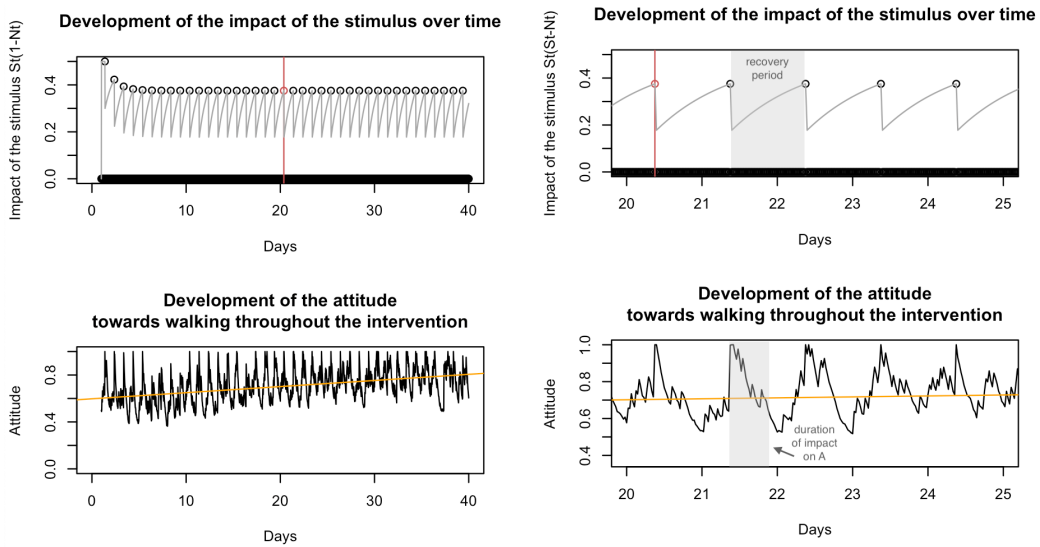 Development of the impact of the stimulus over time
Impact of the stimulus St(1-Nt)
0.0
0.2
0.4
0
10
20
30
40
Days
Development of the impact of the stimulus over time
Impact of the stimulus St(St-Nt)
0.0
0.2
0.4
recovery
period
20
21
22
23
24
25
Days
Development of the attitude
towards walking throughout the intervention
Attitude
0.0
0.4
0.8
0
10
20
30
40
Days
Development of the attitude
towards walking throughout the intervention
Attitude
0.4
0.6
0.8
1.0
duration
of impact
on A
20
21
22
23
24
25
Days